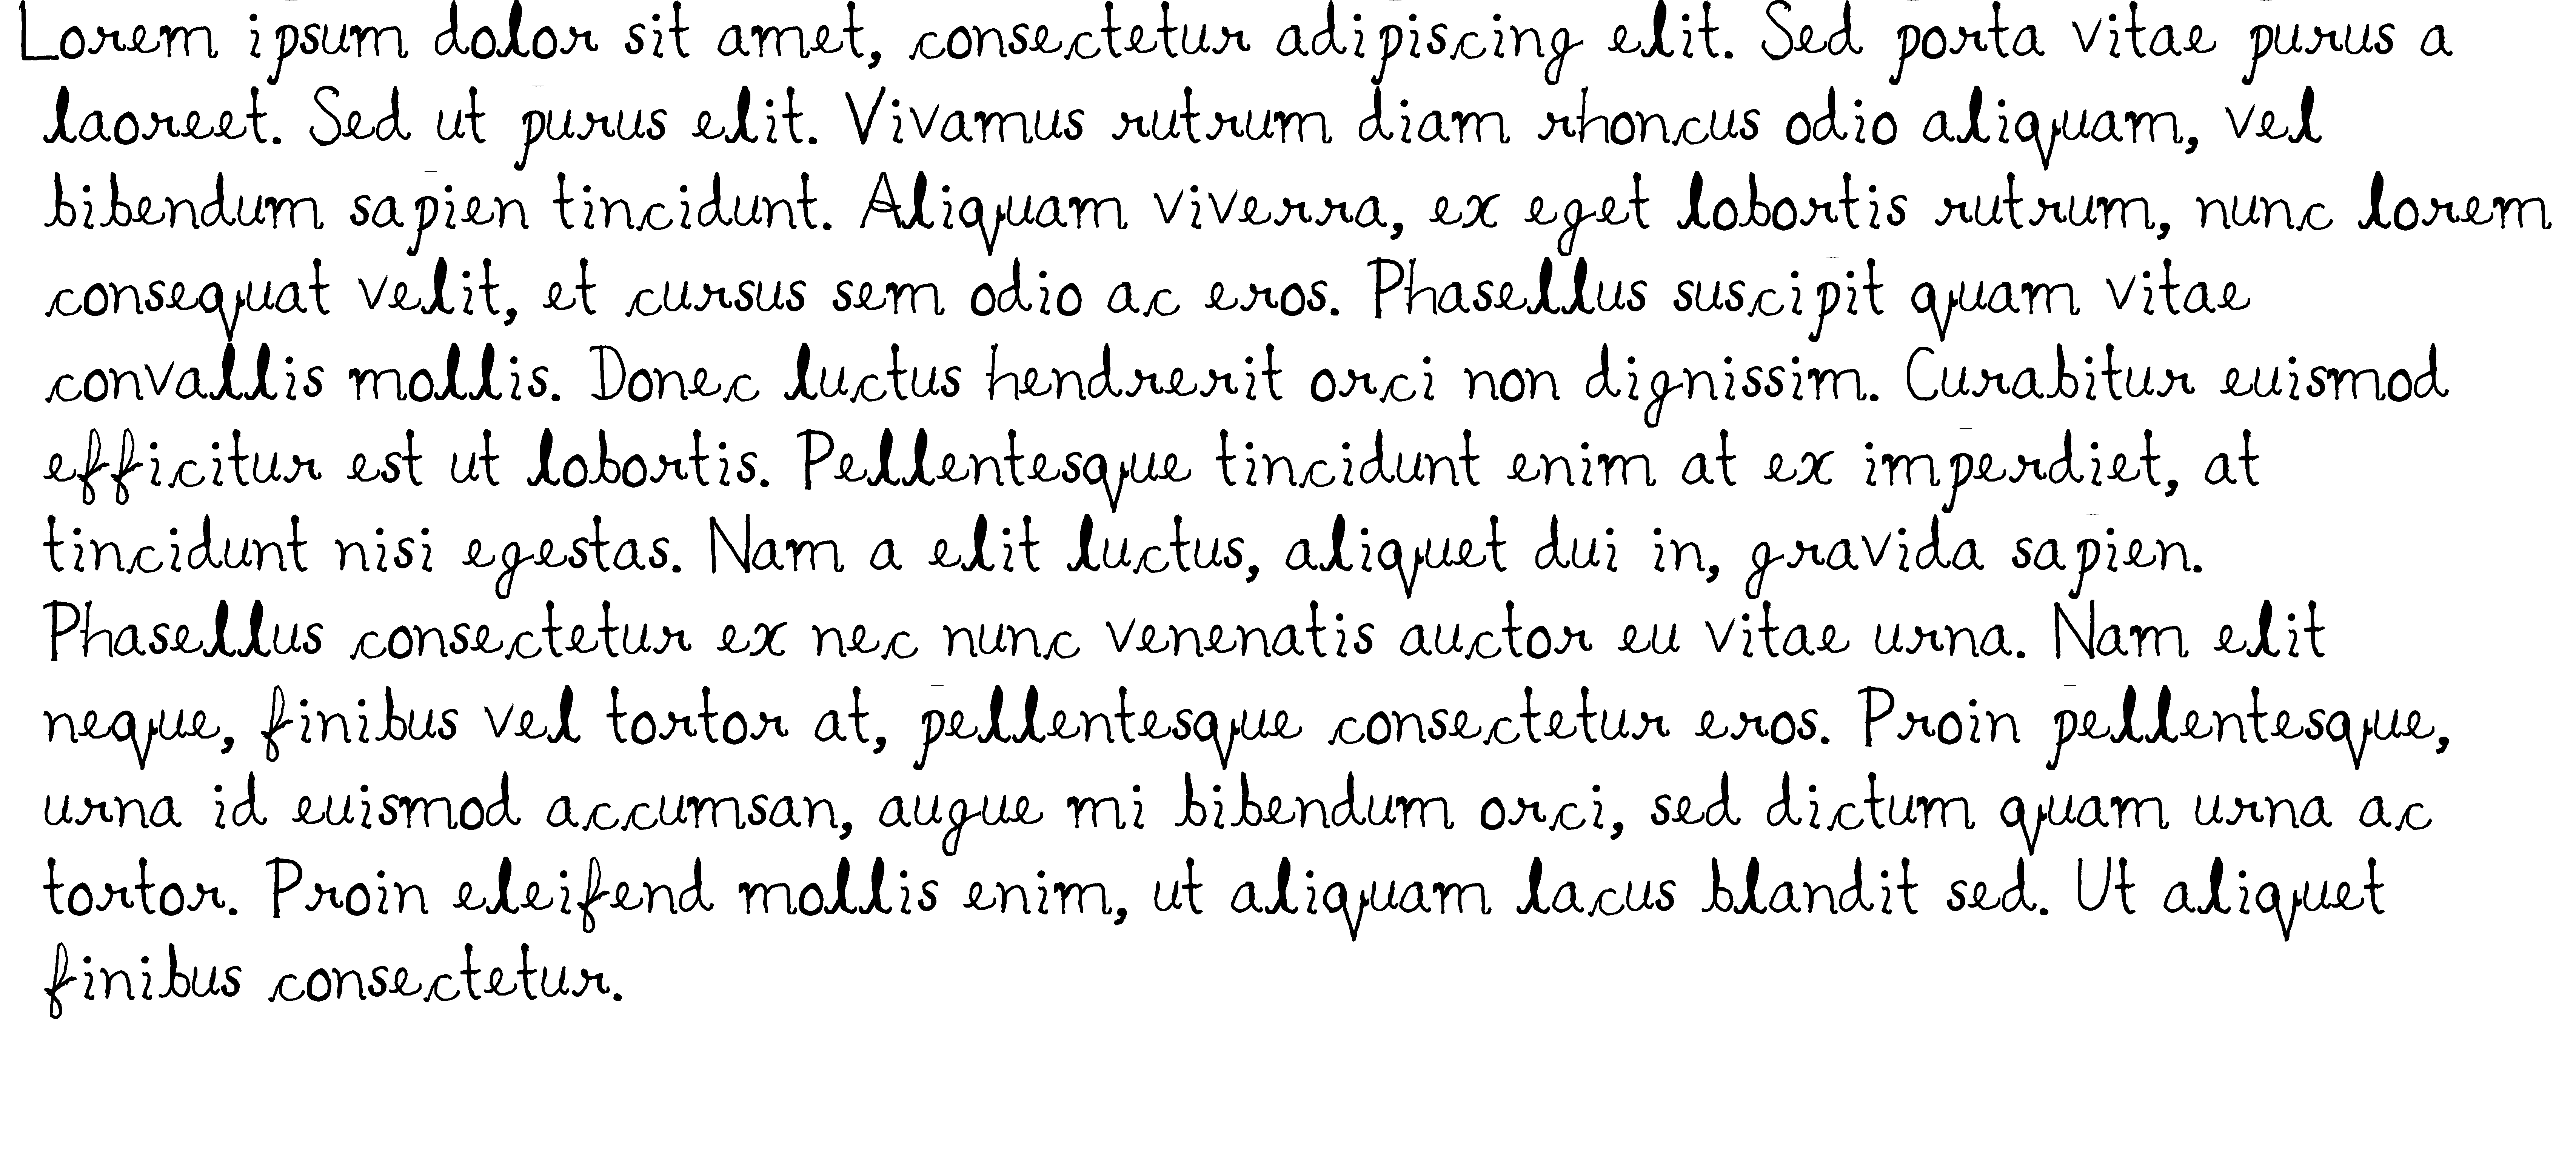 Lorem ipsum dolor sit amet, consectetur adipiscing elit. Sed porta vitae purus a
laoreet. Sed ut purus elit. Vivamus rutrum diam rhoncus odio aliquam, vel
bibendum sapien tincidunt. Aliquam viverra, ex eget lobortis rutrum, nunc lorem
consequat velit, et cursus sem odio ac eros. Phasellus suscipit quam vitae
convallis mollis. Donec luctus hendrerit orci non dignissim. Curabitur euismod
efficitur est ut lobortis. Pellentesque tincidunt enim at ex imperdiet, at
tincidunt nisi egestas. Nam a elit luctus, aliquet dui in, gravida sapien.
Phasellus consectetur ex nec nunc venenatis auctor eu vitae urna. Nam elit
neque, finibus vel tortor at, pellentesque consectetur eros. Proin pellentesque,
urna id euismod accumsan, augue mi bibendum orci, sed dictum quam urna ac
tortor. Proin eleifend mollis enim, ut aliquam lacus blandit sed. Ut aliquet
finibus consectetur.